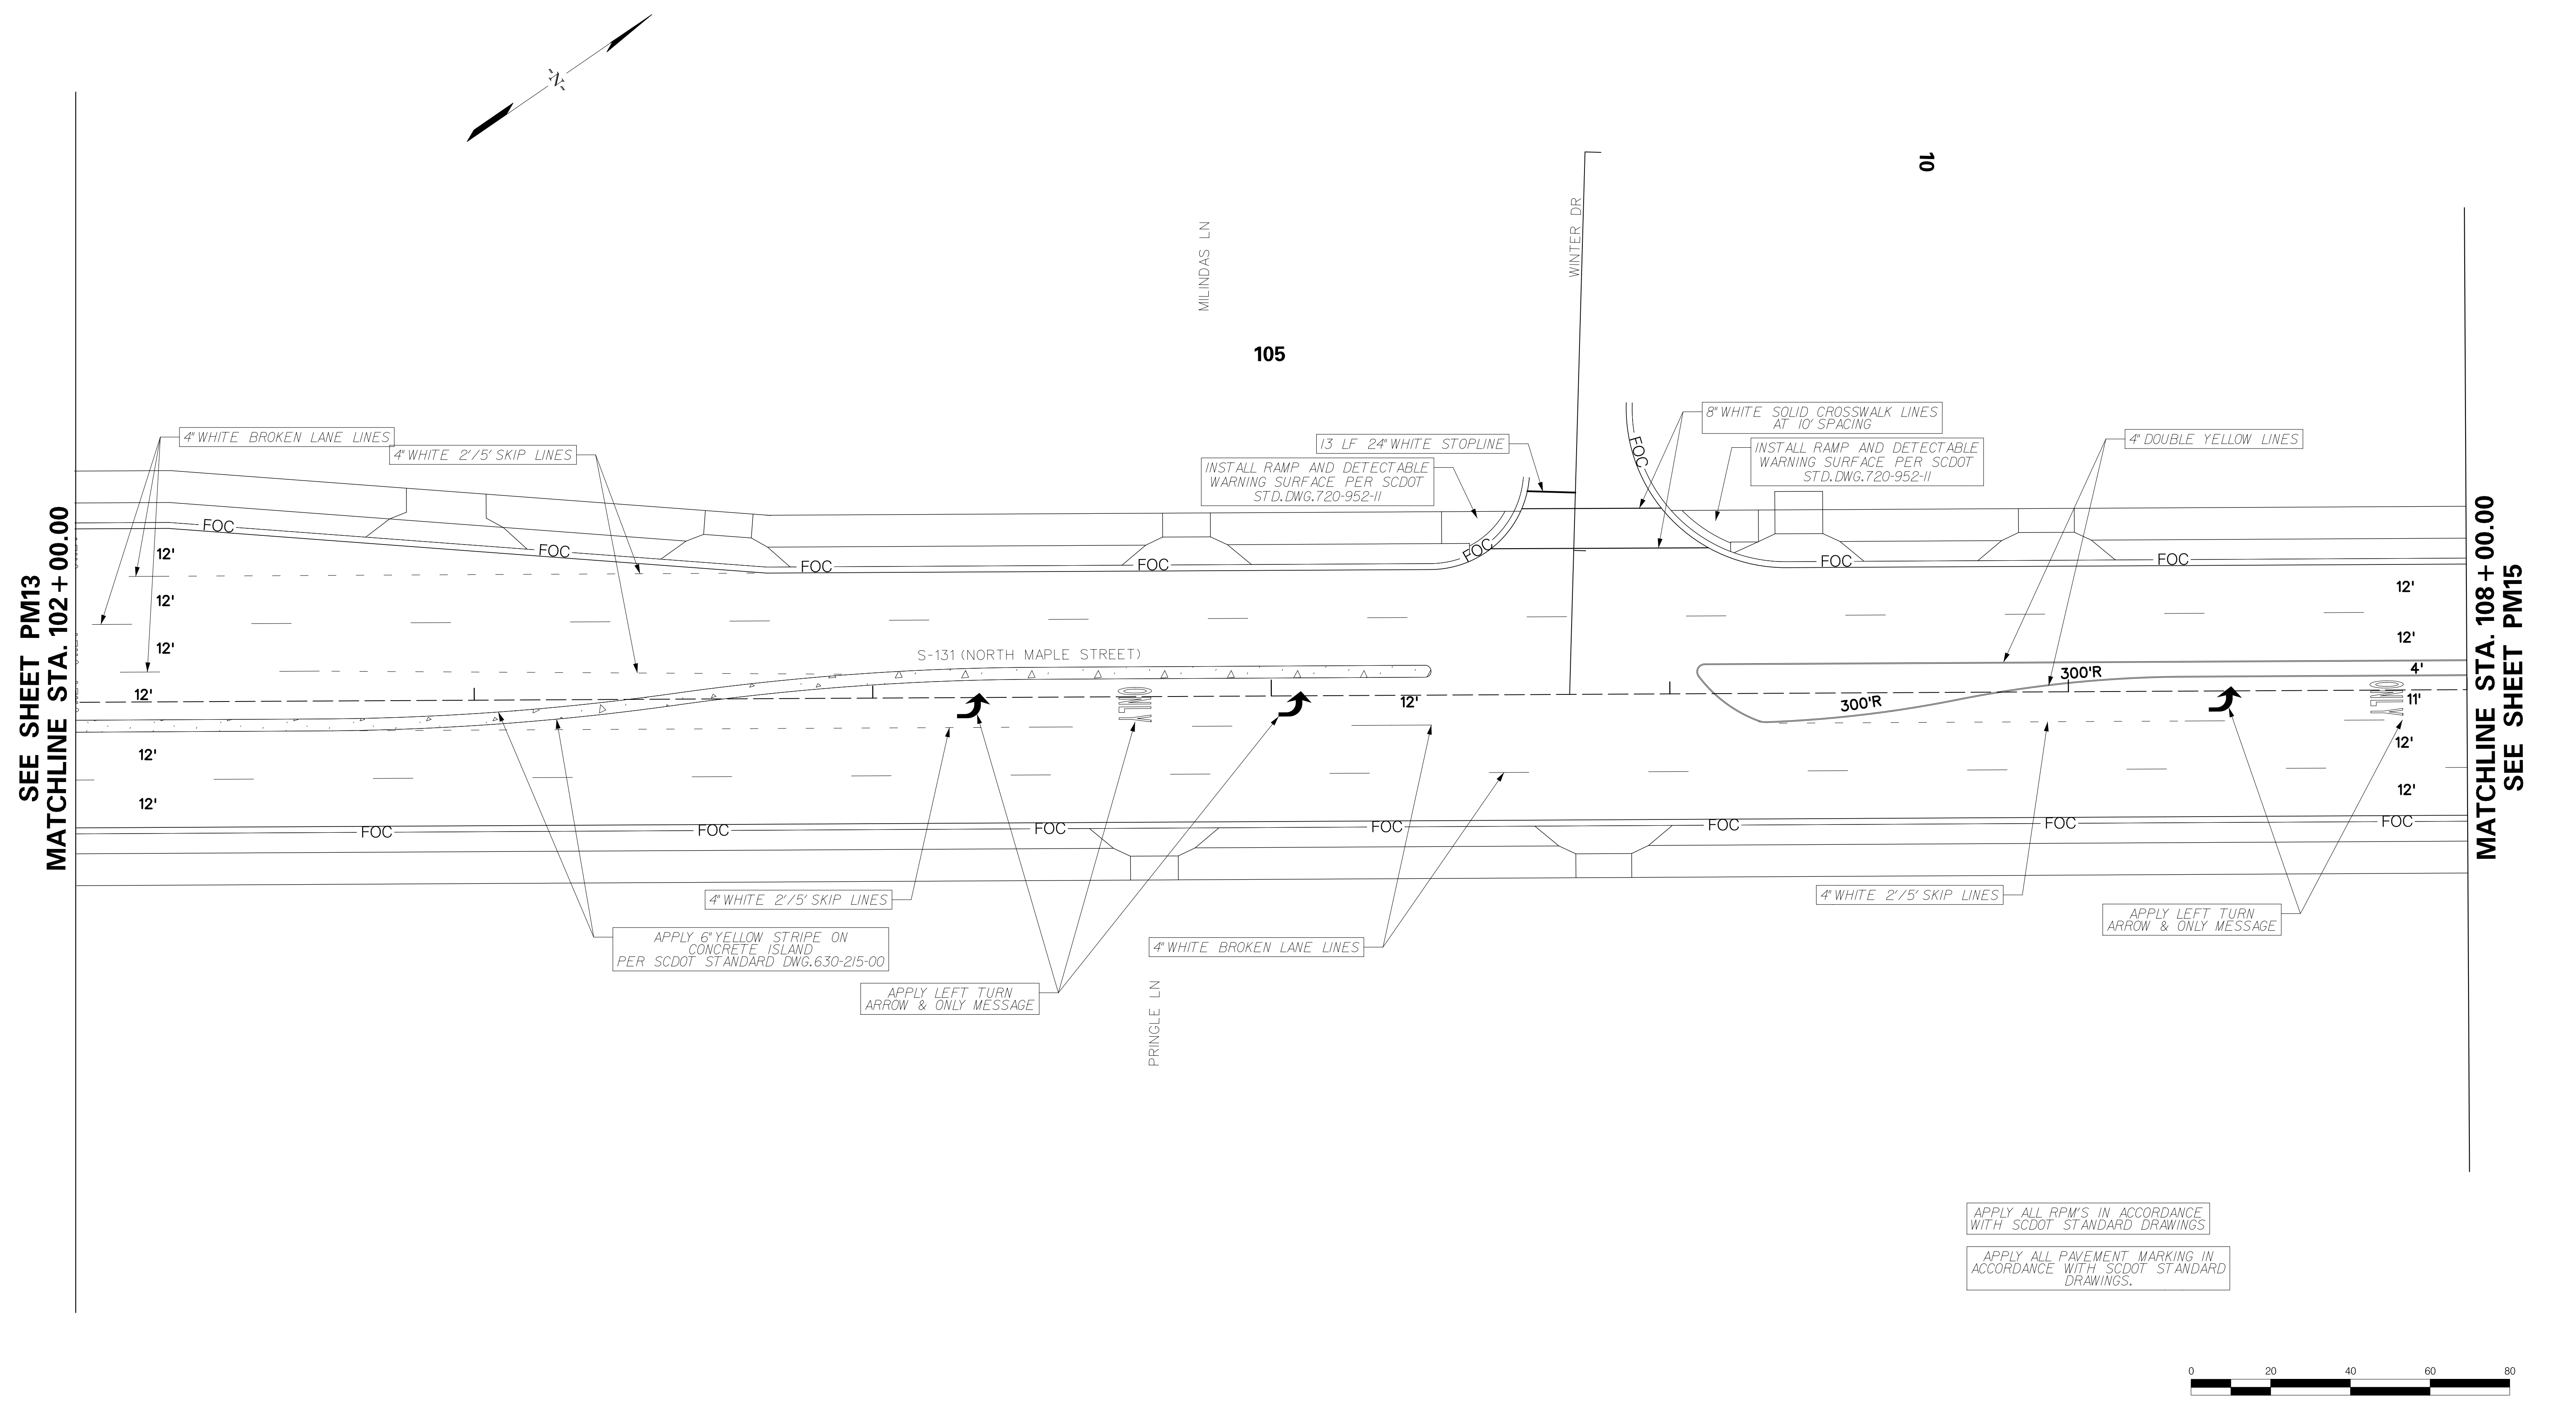 -N-
10
MILINDAS LN
WINTER DR
105
4" WHITE BROKEN LANE LINES
4" WHITE 2'/5' SKIP LINES
13 LF 24" WHITE STOPLINE
INSTALL RAMP AND DETECTABLE
WARNING SURFACE PER SCDOT
STD.DWG.720-952-11
8" WHITE SOLID CROSSWALK LINES
AT 10' SPACING
INSTALL RAMP AND DETECTABLE
WARNING SURFACE PER SCDOT
STD.DWG.720-952-11
4" DOUBLE YELLOW LINES
SEE SHEET PM13
MATCHLINE STA. 102+00.00
MATCHLINE STA. 108+00.00
SEE SHEET PM15
FOC
FOC
FOC
FOC
FOC
FOC
FOC
FOC
12'
12'
12'
12'
12'
12'
S-131 (NORTH MAPLE STREET)
ONLY
12'
300'R
300'R
12'
12'
4'
ONLY
11'
12'
12'
FOC
FOC
FOC
FOC
FOC
FOC
FOC
4" WHITE 2'/5' SKIP LINES
4" WHITE 2'/5' SKIP LINES
APPLY 6" YELLOW STRIPE ON
CONCRETE ISLAND
PER SCDOT STANDARD DWG.630-215-00
4" WHITE BROKEN LANE LINES
APPLY LEFT TURN
ARROW & ONLY MESSAGE
APPLY LEFT TURN
ARROW & ONLY MESSAGE
PRINGLE LN
APPLY ALL RPM'S IN ACCORDANCE
WITH SCDOT STANDARD DRAWINGS
APPLY ALL PAVEMENT MARKING IN
ACCORDANCE WITH SCDOT STANDARD
DRAWINGS.
0 20 40 60 80